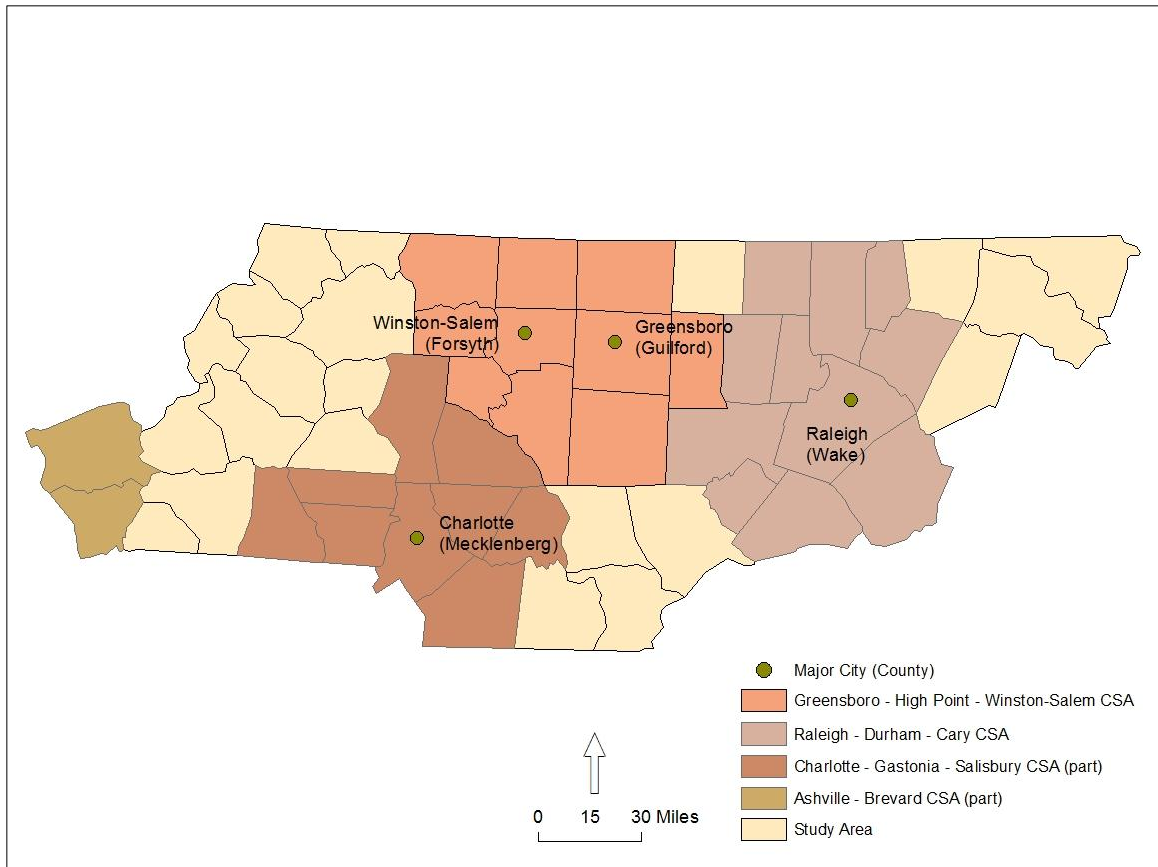 Winston-Salem
(Forsyth)
Greensboro
(Guilford)
Raleigh
(Wake)
Charlotte
(Mecklenberg)
Major City (County)
Greensboro - High Point - Winston-Salem CSA
Raleigh - Durham - Cary CSA
Charlotte - Gastonia - Salisbury CSA (part)
Ashville - Brevard CSA (part)
Study Area
0 15 30 Miles